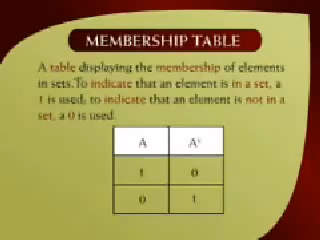 MEMBERSHIP TABLE
A table displaying the membership of elements
in sets.To indicate that an element is in a set, a
1 is used; to indicate that an element is not in a
set, a 0 is used.
A Aᶜ
1 0
0 1